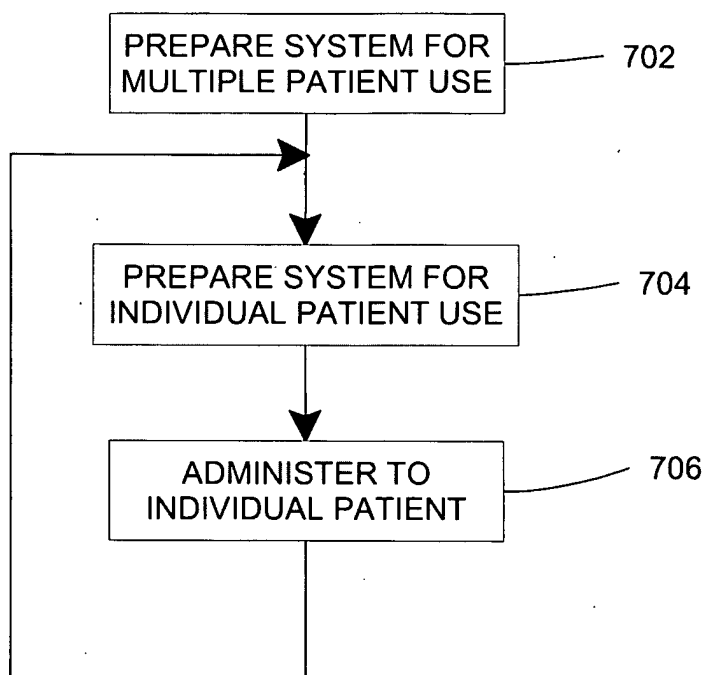 PREPARE SYSTEM FOR
MULTIPLE PATIENT USE
702
PREPARE SYSTEM FOR
INDIVIDUAL PATIENT USE
704
ADMINISTER TO
INDIVIDUAL PATIENT
706